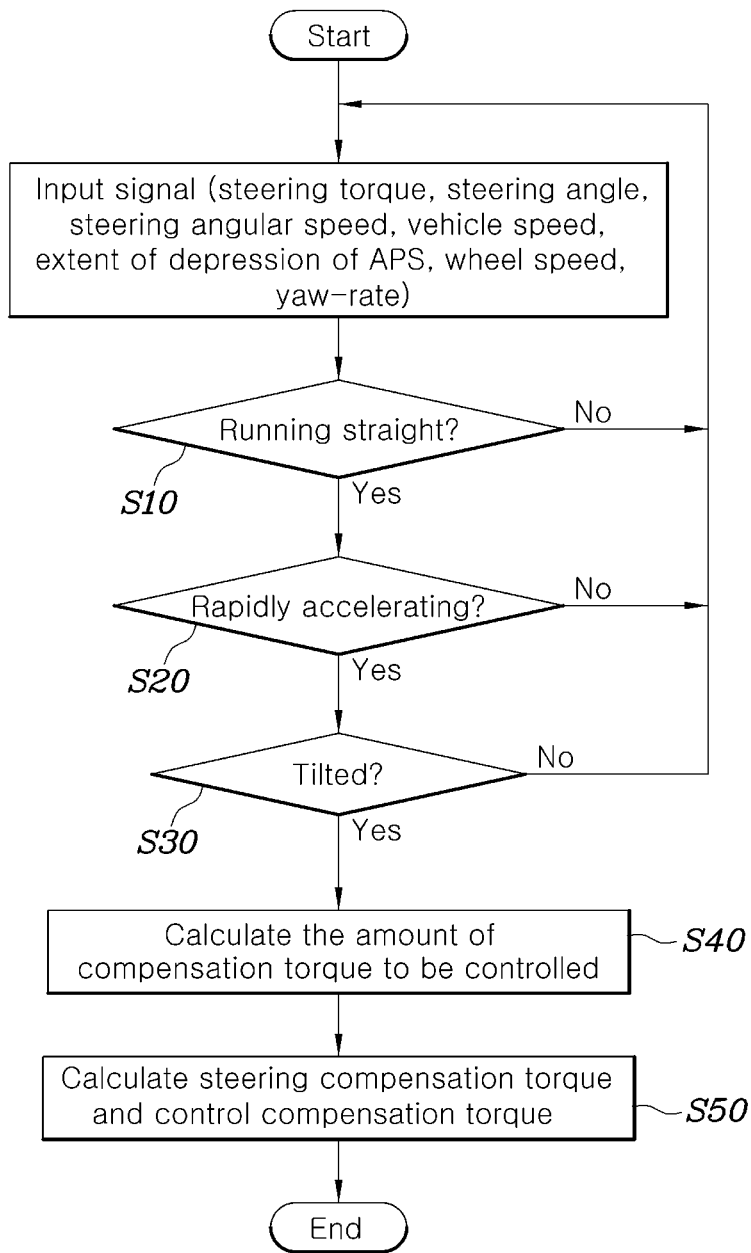 Start
Input signal (steering torque, steering angle,
steering angular speed, vehicle speed,
extent of depression of APS, wheel speed,
yaw-rate)
Running straight?
No
S10
Yes
Rapidly accelerating?
No
S20
Yes
Tilted?
No
S30
Yes
Calculate the amount of
compensation torque to be controlled
S40
Calculate steering compensation torque
and control compensation torque
S50
End